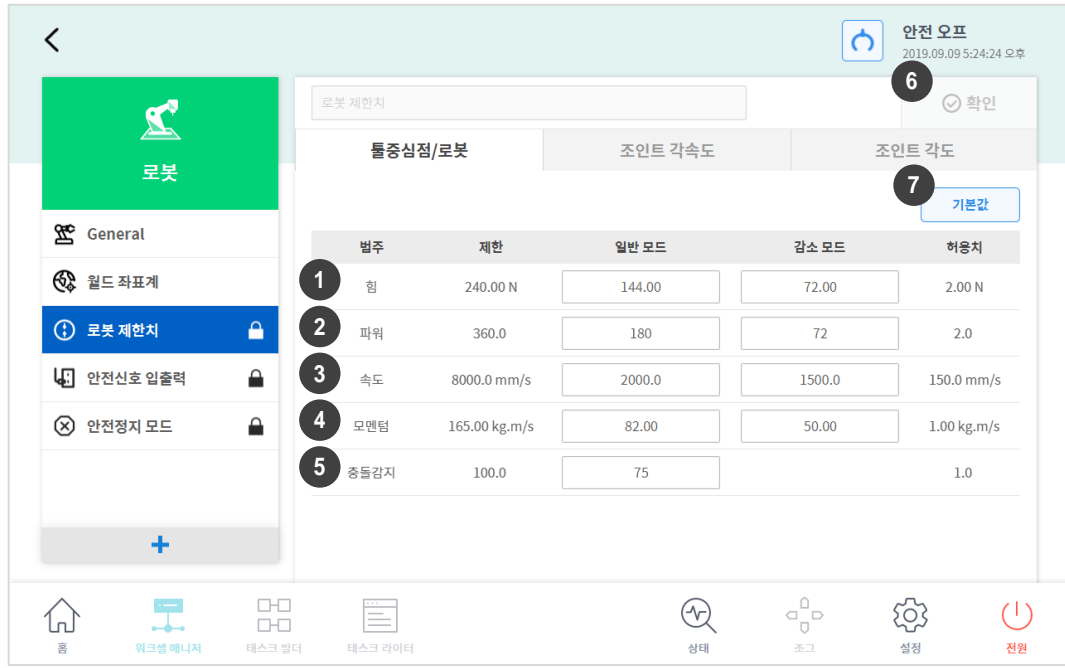 안전 오프
2019.09.09 5:24:24 오후
6
로봇 제한치
확인
로봇
툴중심점/로봇 조인트 각속도 조인트 각도
7
기본값
General
월드 좌표계
로봇 제한치
안전신호 입출력
안전정지 모드
범주 제한 일반 모드 감소 모드 허용치
1 힘 240.00 N 144.00 72.00 2.00 N
2 파워 360.0 180 72 2.0
3 속도 8000.0 mm/s 2000.0 1500.0 150.0 mm/s
4 모멘텀 165.00 kg.m/s 82.00 50.00 1.00 kg.m/s
5 충돌감지 100.0 75 1.0
+
홈 워크셀 매니저 태스크 빌더 태스크 라이터 상태 조그 설정 전원